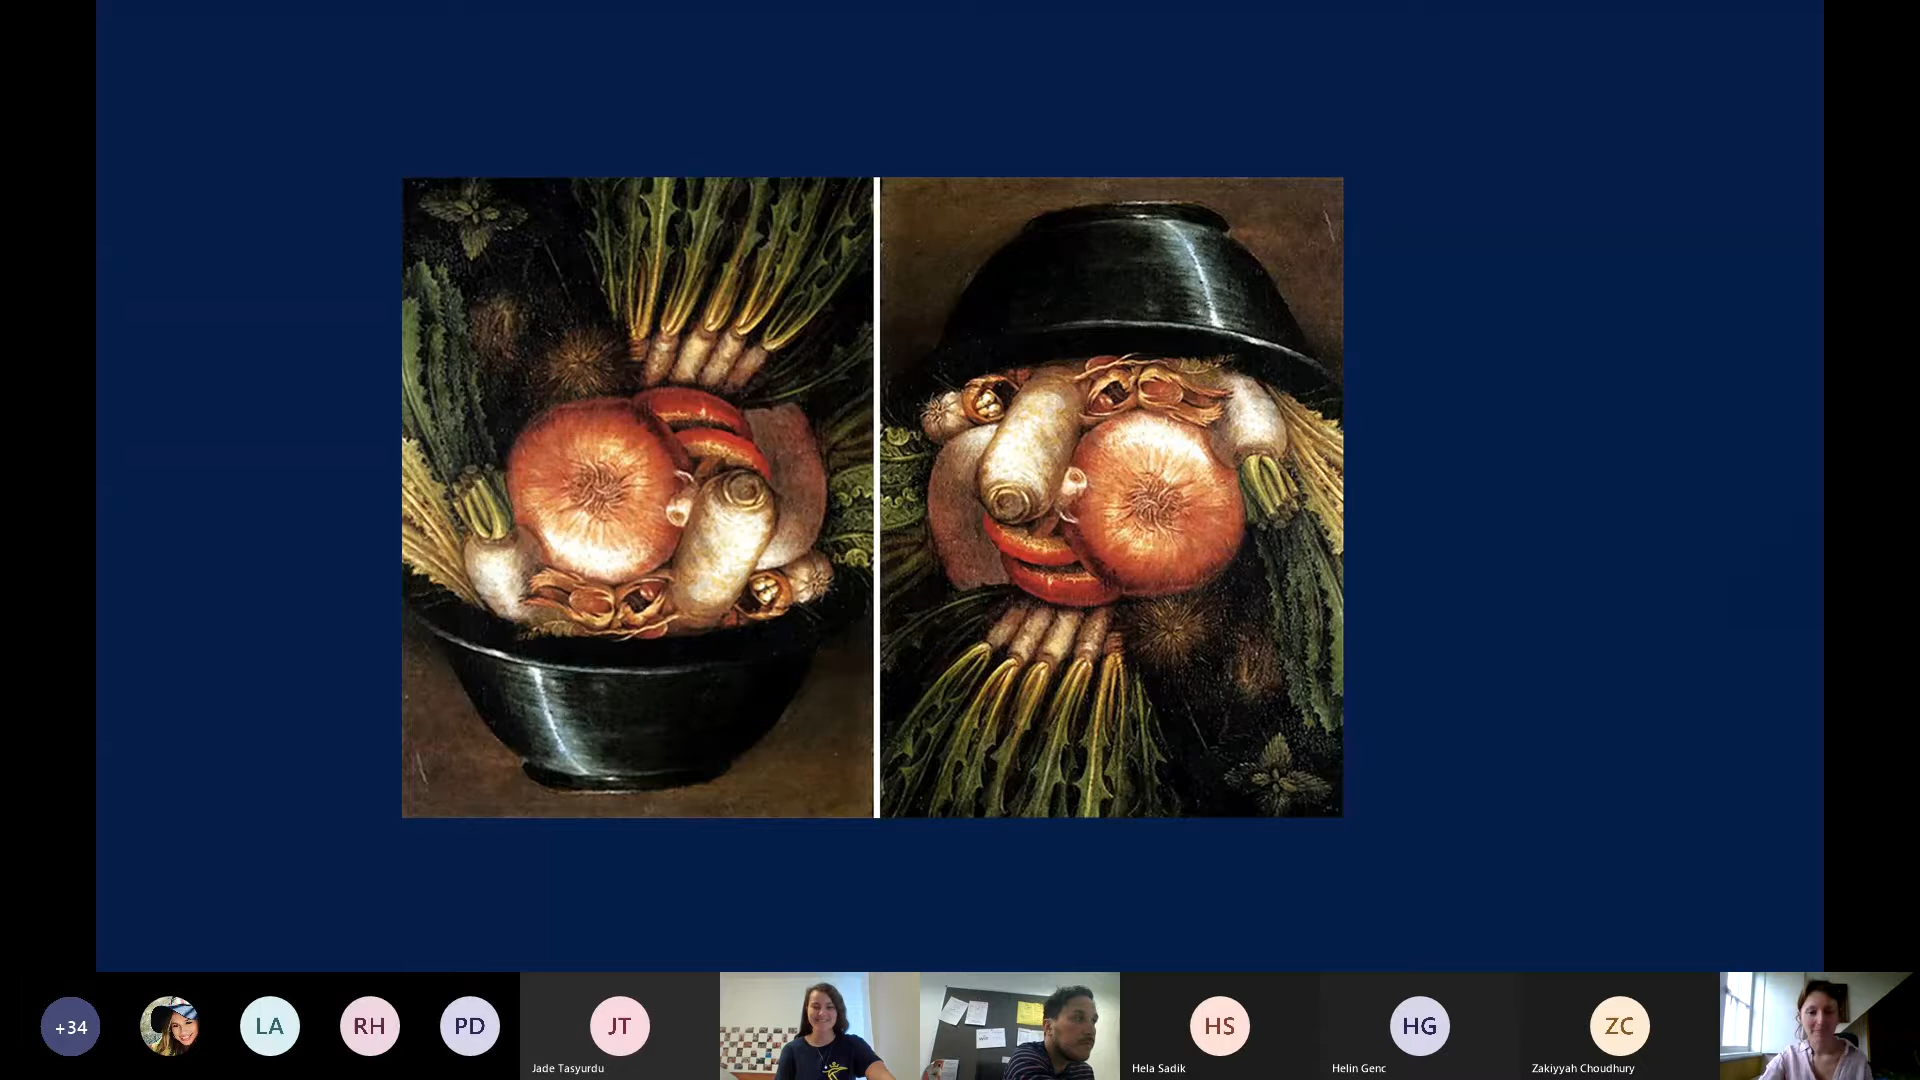 +34
LA
RH
PD
JT
Jade Tasyurdu
HS
Hela Sadik
HG
Helin Genc
ZC
Zakiyyah Choudhury